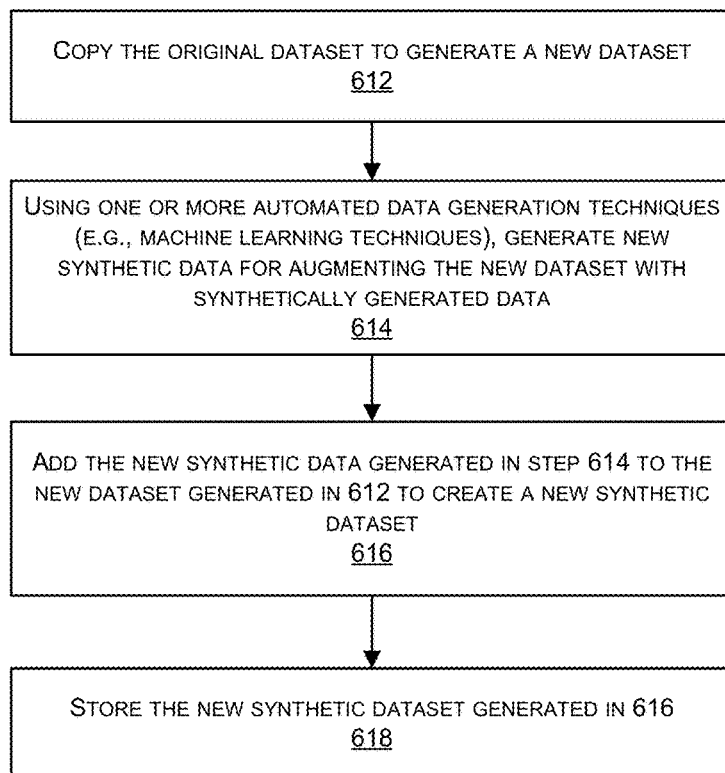 COPY THE ORIGINAL DATASET TO GENERATE A NEW DATASET
612
USING ONE OR MORE AUTOMATED DATA GENERATION TECHNIQUES
(E.G., MACHINE LEARNING TECHNIQUES), GENERATE NEW
SYNTHETIC DATA FOR AUGMENTING THE NEW DATASET WITH
SYNTHETICALLY GENERATED DATA
614
ADD THE NEW SYNTHETIC DATA GENERATED IN STEP 614 TO THE
NEW DATASET GENERATED IN 612 TO CREATE A NEW SYNTHETIC
DATASET
616
STORE THE NEW SYNTHETIC DATASET GENERATED IN 616
618